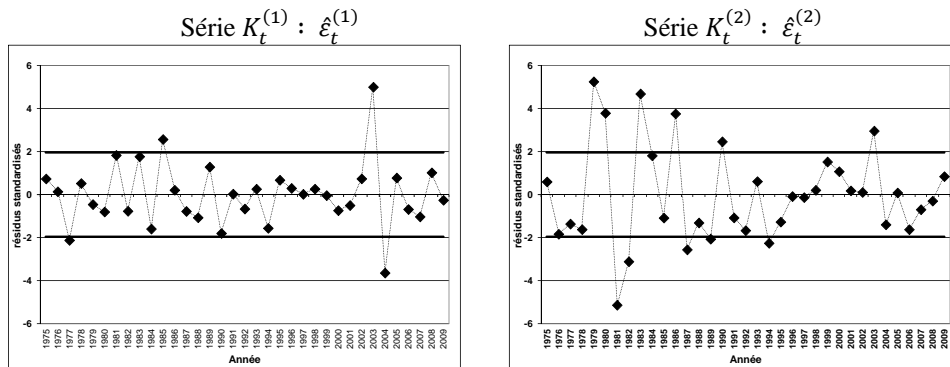 Série $K_t^{(1)}$ : $\hat{\varepsilon}_t^{(1)}$
6
4
2
0
-2
-4
-6
résidus standardisés
1975 1976 1977 1978 1979 1980 1981 1982 1983 1984 1985 1986 1987 1988 1989 1990 1991 1992 1993 1994 1995 1996 1997 1998 1999 2000 2001 2002 2003 2004 2005 2006 2007 2008 2009
Année
Série $K_t^{(2)}$ : $\hat{\varepsilon}_t^{(2)}$
6
4
2
0
-2
-4
-6
résidus standardisés
1975 1976 1977 1978 1979 1980 1981 1982 1983 1984 1985 1986 1987 1988 1989 1990 1991 1992 1993 1994 1995 1996 1997 1998 1999 2000 2001 2002 2003 2004 2005 2006 2007 2008 2009
Année